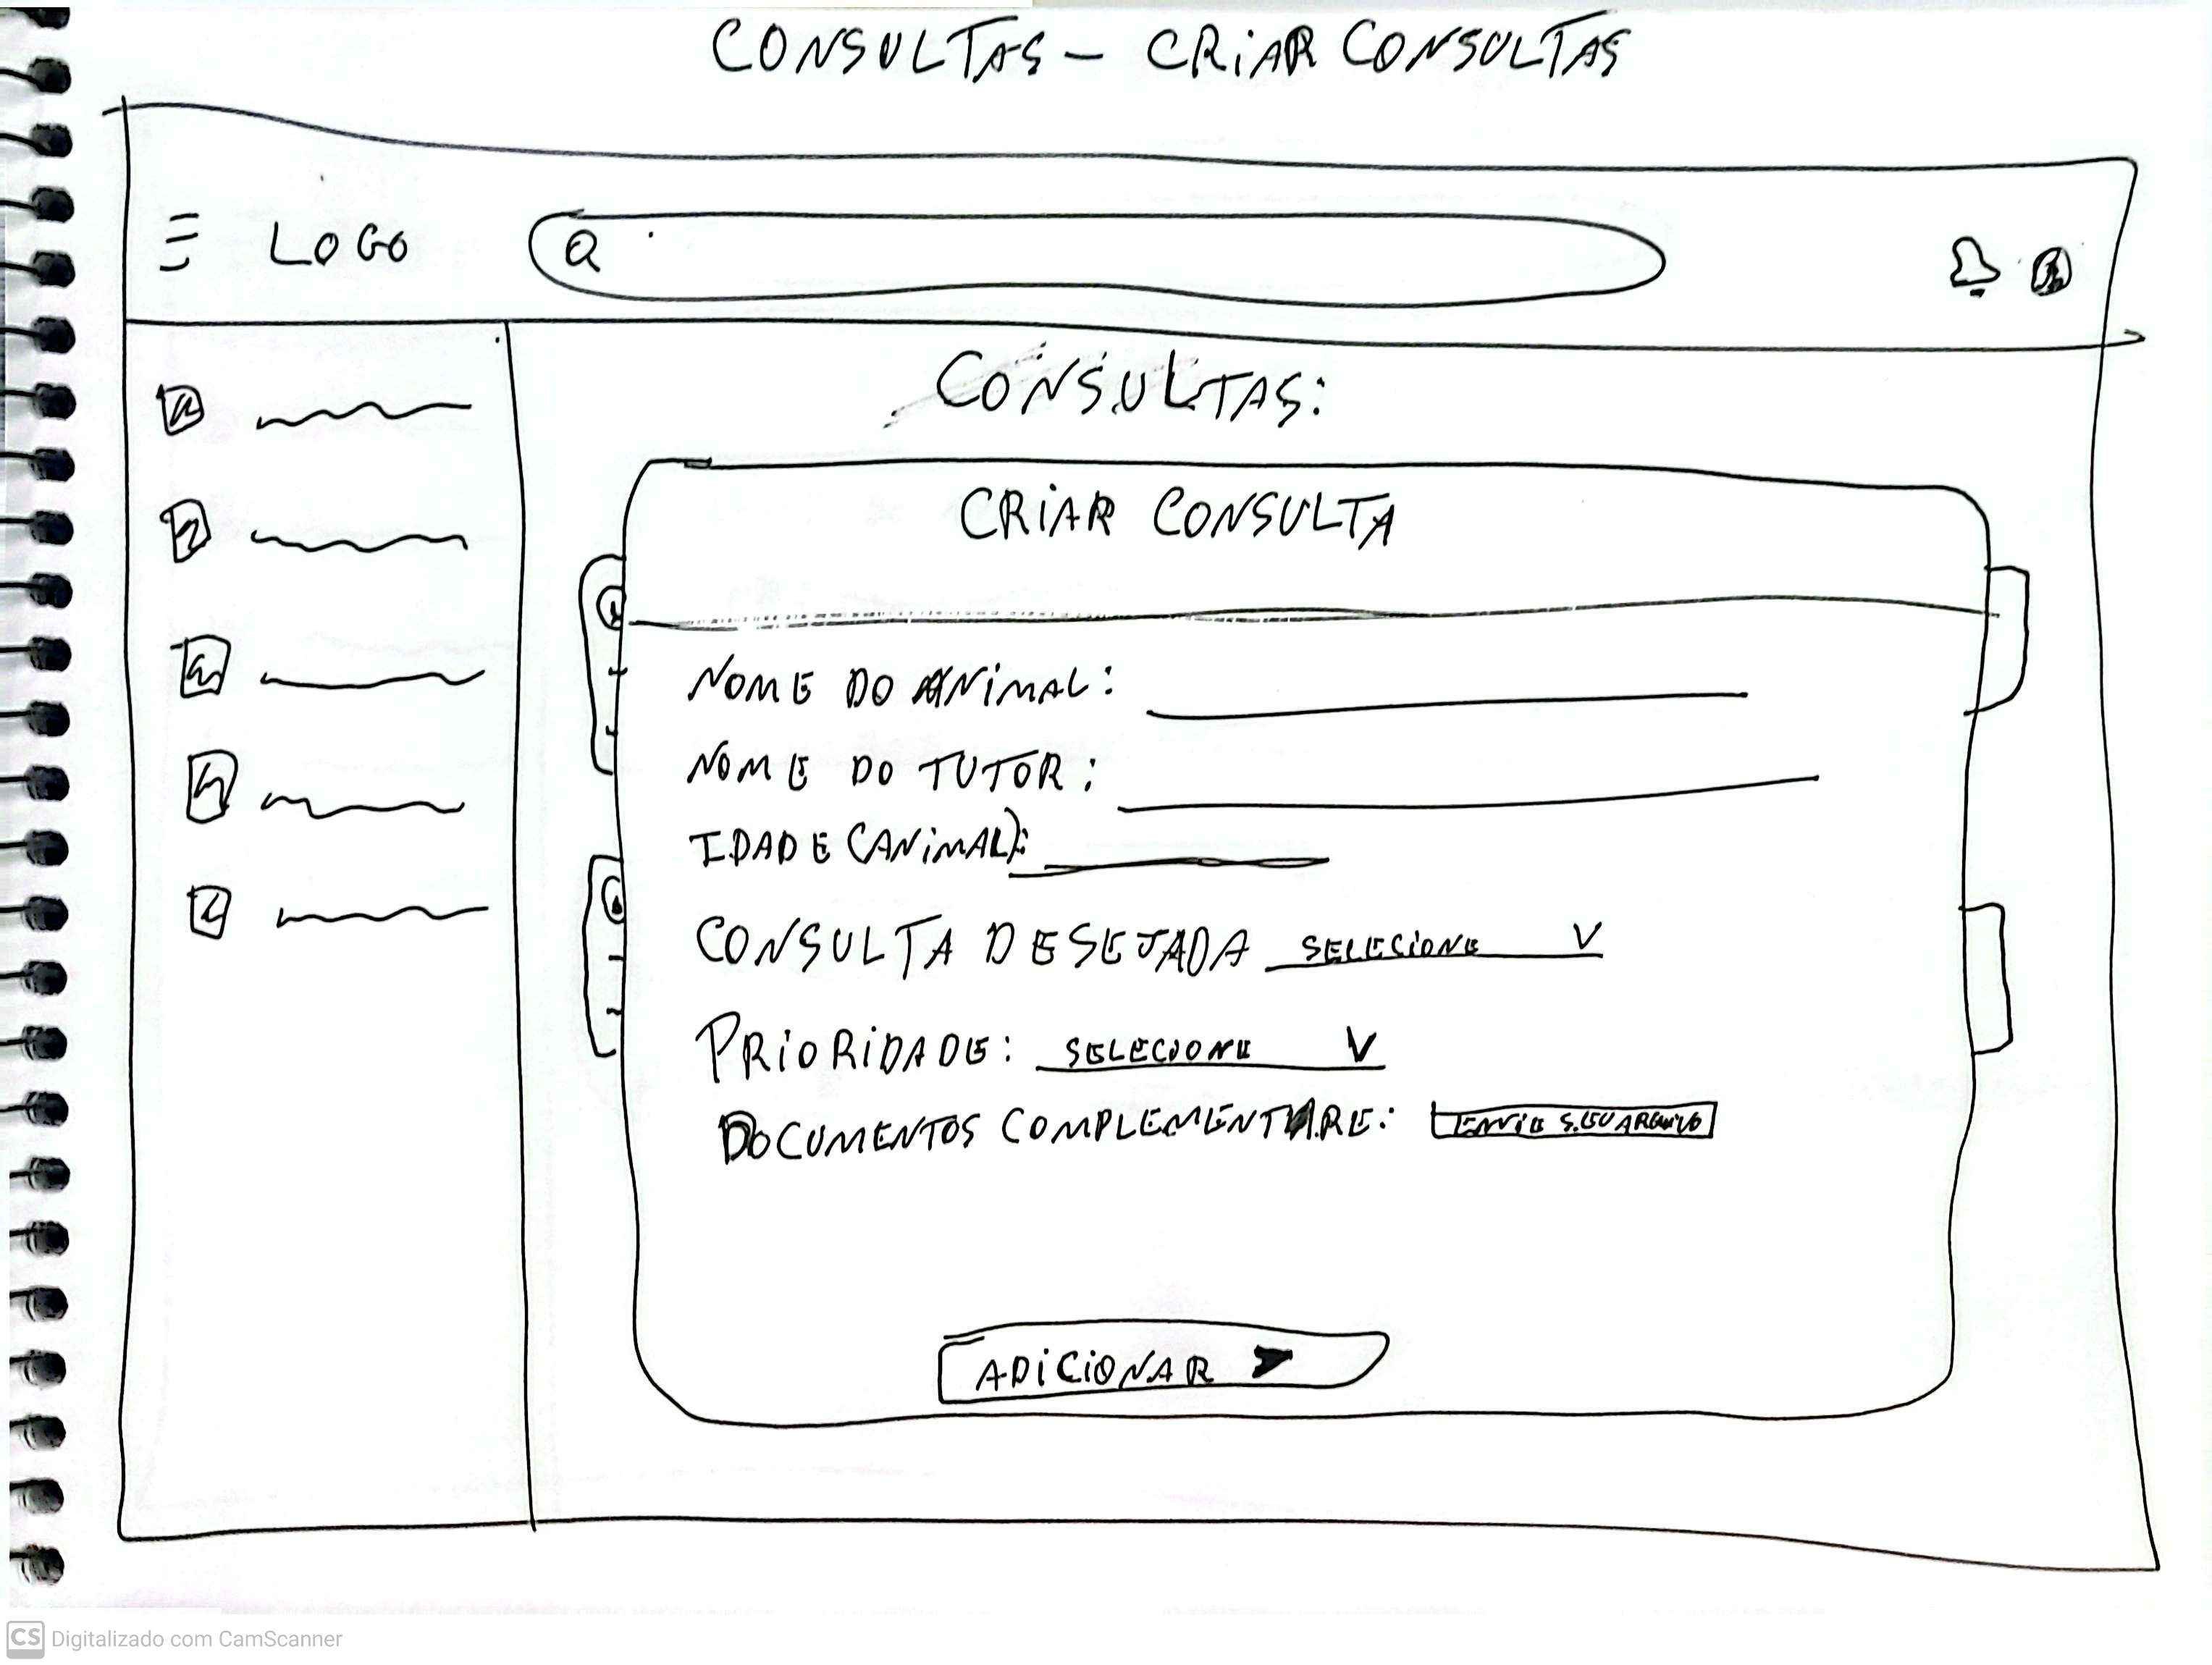 CONSULTAS - CRIAR CONSULTAS
LOGO
CONSULTAS:
CRIAR CONSULTA
NOME DO ANIMAL:
NOME DO TUTOR:
IDADE (ANIMAL):
CONSULTA DESEJADA SELECIONE V
PRIORIDADE: SELECIONE V
DOCUMENTOS COMPLEMENTARE: ENVIE SEU ARQUIVO
ADICIONAR
CS Digitalizado com CamScanner